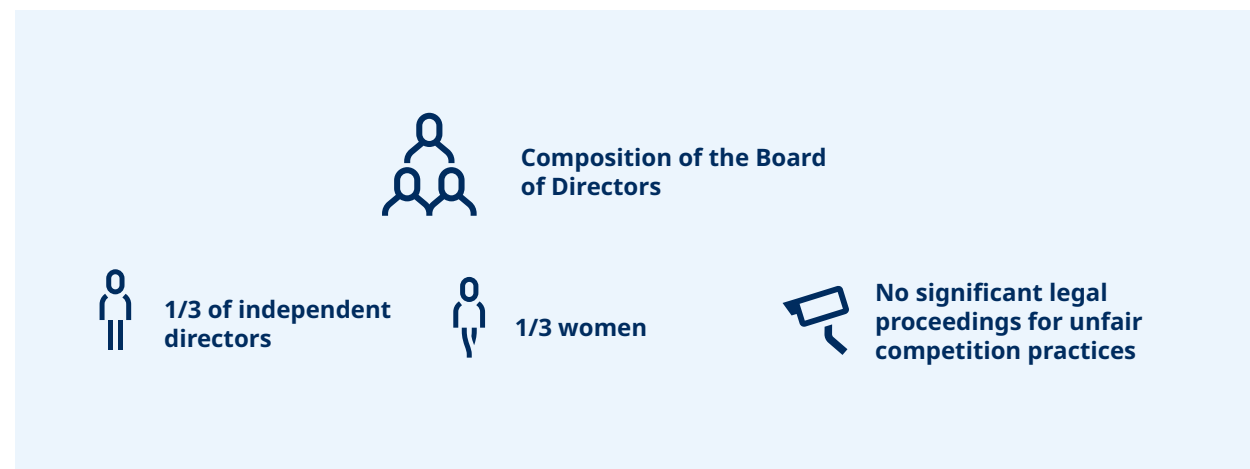 Composition of the Board
of Directors
1/3 of independent
directors
1/3 women
No significant legal
proceedings for unfair
competition practices